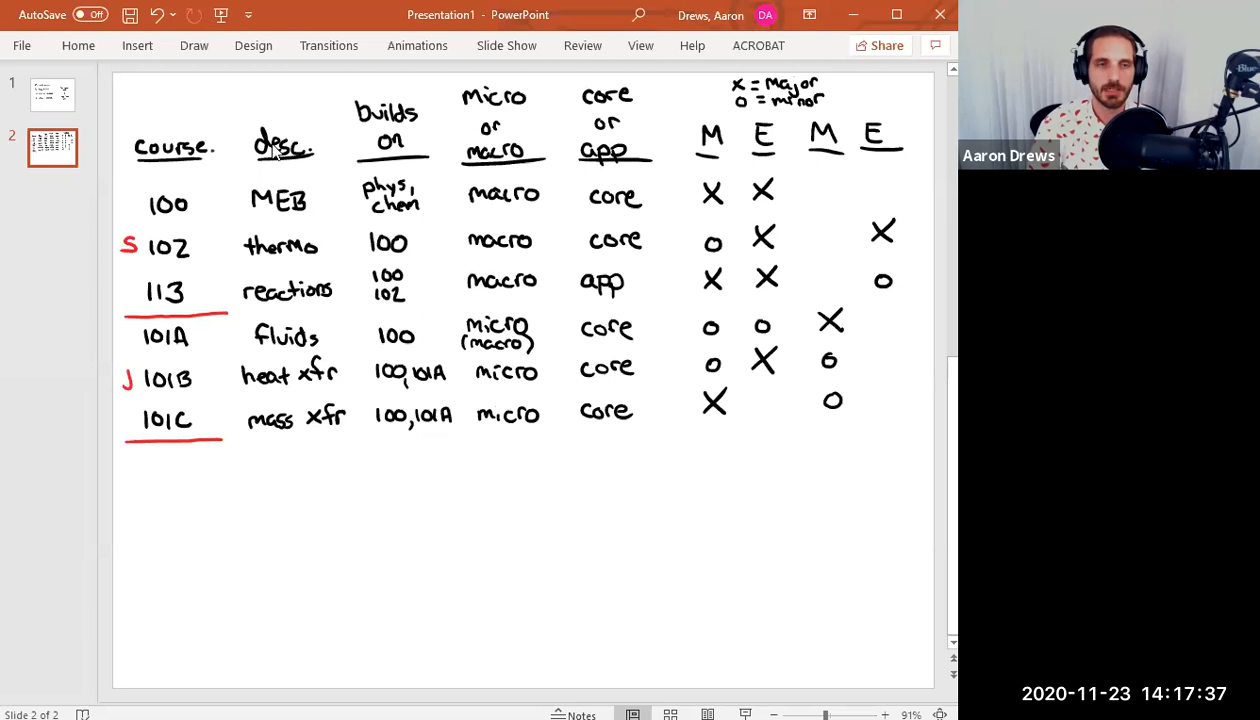 AutoSave Off Presentation1 - PowerPoint Drews, Aaron DA
File Home Insert Draw Design Transitions Animations Slide Show Review View Help ACROBAT Share
1
2
course. desc. builds on micro or macro core or app M E M E
x = major
o = minor
100 MEB phys, chem macro core X X
S 102 thermo 100 macro core o X X
113 reactions 100 102 macro app X X o
101A fluids 100 micro (macro) core o o X
J 101B heat xfr 100, 101A micro core o X o
101C mass xfr 100, 101A micro core X o
Slide 2 of 2 Notes 91%
Blue
Aaron Drews
2020-11-23 14:17:37